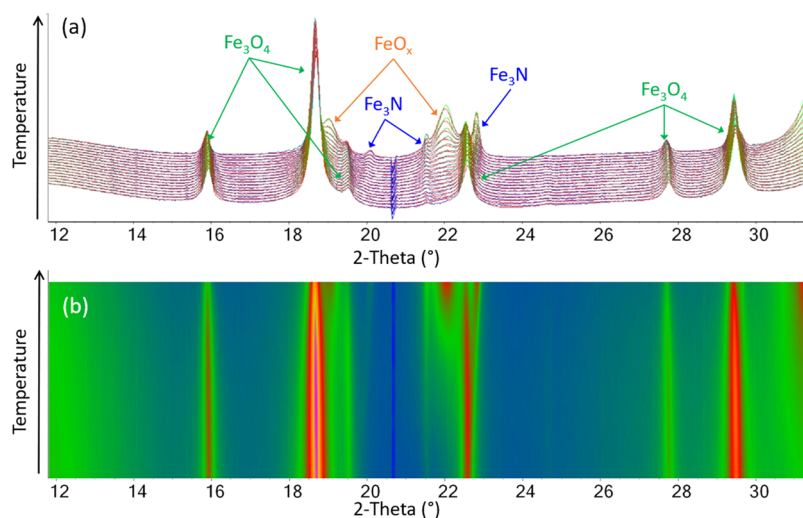 (a)
Fe₃O₄
FeOₓ
Fe₃N
Fe₃N
Fe₃O₄
Temperature
12 14 16 18 20 22 24 26 28 30
2-Theta (°)
(b)
Temperature
12 14 16 18 20 22 24 26 28 30
2-Theta (°)